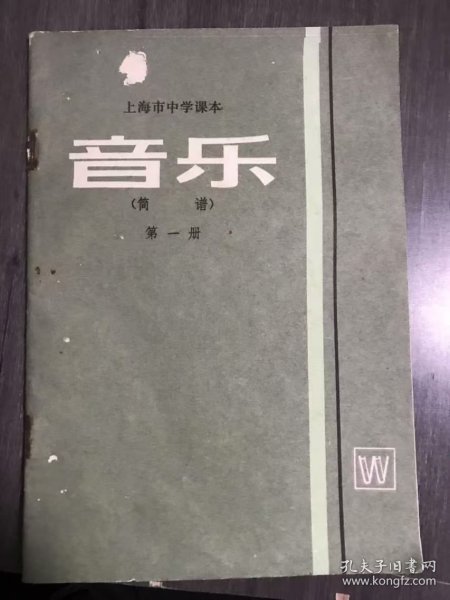 上海市中学课本
音乐
(简 谱)
第一册
W
孔夫子旧书网
www.kongfz.com